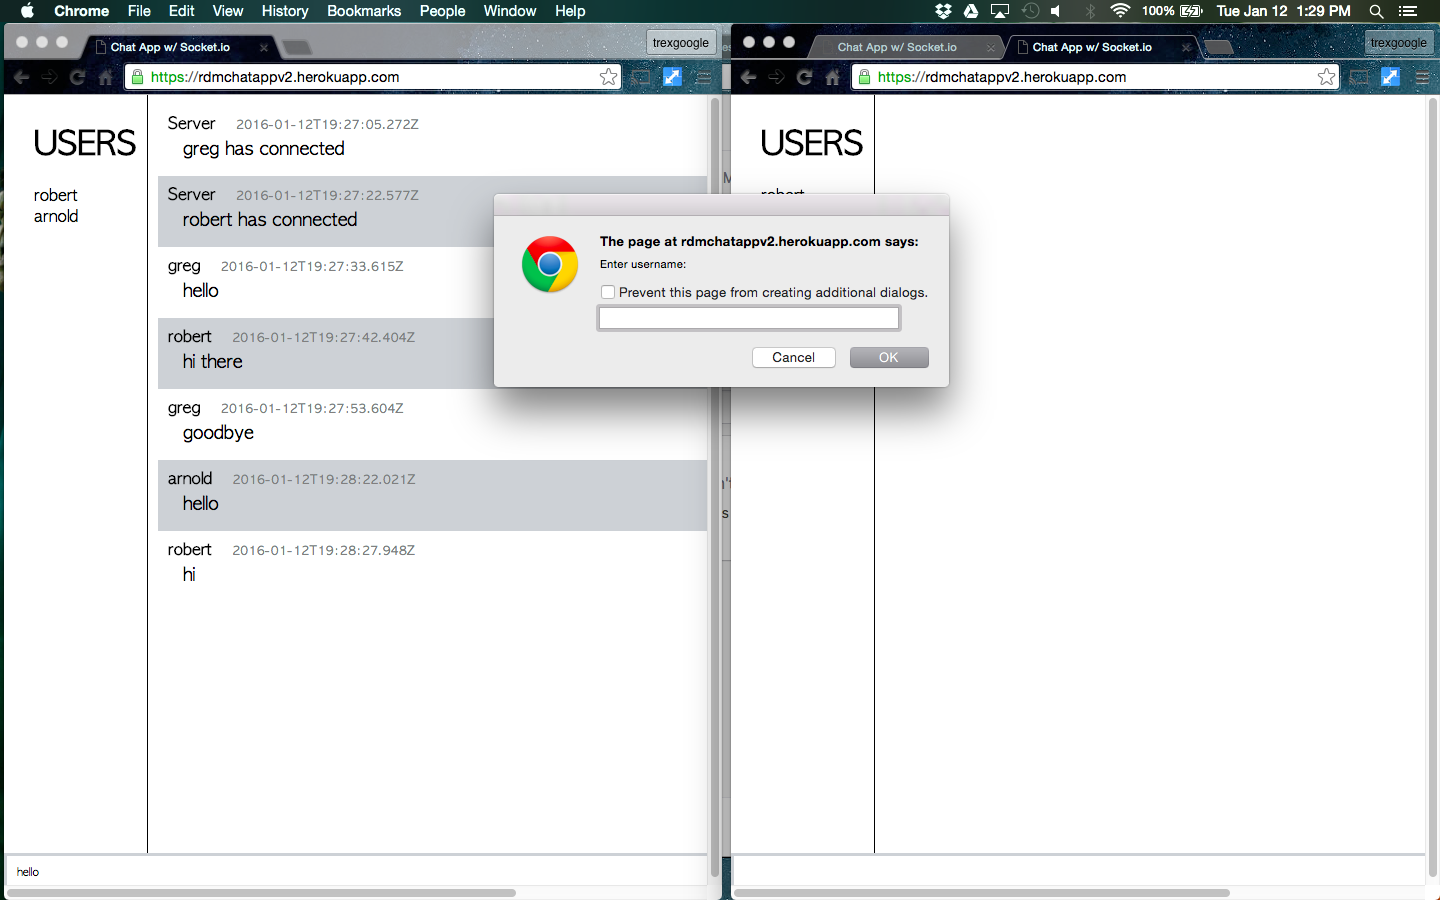 Chrome File Edit View History Bookmarks People Window Help 100% Tue Jan 12 1:29 PM
Chat App w/ Socket.io trexgoogle
https://rdmchatappv2.herokuapp.com
USERS
robert
arnold
Server 2016-01-12T19:27:05.272Z
greg has connected
Server 2016-01-12T19:27:22.577Z
robert has connected
greg 2016-01-12T19:27:33.615Z
hello
robert 2016-01-12T19:27:42.404Z
hi there
greg 2016-01-12T19:27:53.604Z
goodbye
arnold 2016-01-12T19:28:22.021Z
hello
robert 2016-01-12T19:28:27.948Z
hi
hello
The page at rdmchatappv2.herokuapp.com says:
Enter username:
Prevent this page from creating additional dialogs.
Cancel OK
Chat App w/ Socket.io Chat App w/ Socket.io trexgoogle
https://rdmchatappv2.herokuapp.com
USERS
robert